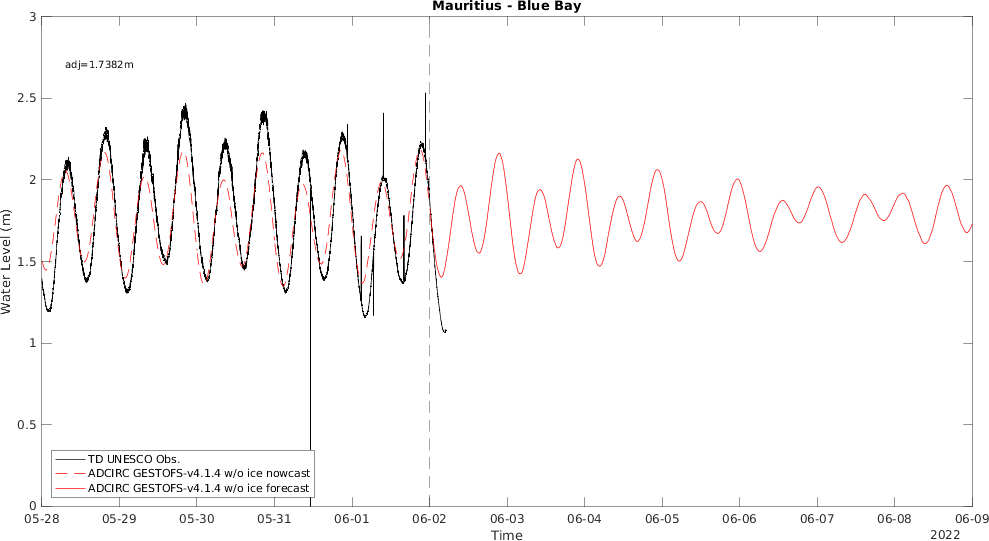 Mauritius - Blue Bay
adj=1.7382m
Water Level (m)
3
2.5
2
1.5
1
0.5
0
TD UNESCO Obs.
ADCIRC GESTOFS-v4.1.4 w/o ice nowcast
ADCIRC GESTOFS-v4.1.4 w/o ice forecast
05-28 05-29 05-30 05-31 06-01 06-02 06-03 06-04 06-05 06-06 06-07 06-08 06-09
Time
2022